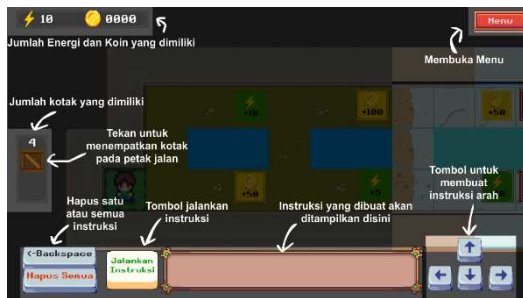 10
0000
Menu
Jumlah Energi dan Koin yang dimiliki
Membuka Menu
Jumlah kotak yang dimiliki
4
Tekan untuk
menempatkan kotak
pada petak jalan
+10
+100
+50
+50
+5
Hapus satu
atau semua
instruksi
Tombol jalankan
instruksi
Instruksi yang dibuat akan
ditampilkan disini
Tombol untuk
membuat
instruksi arah
<-Backspace
Hapus Semua
Jalankan
Instruksi